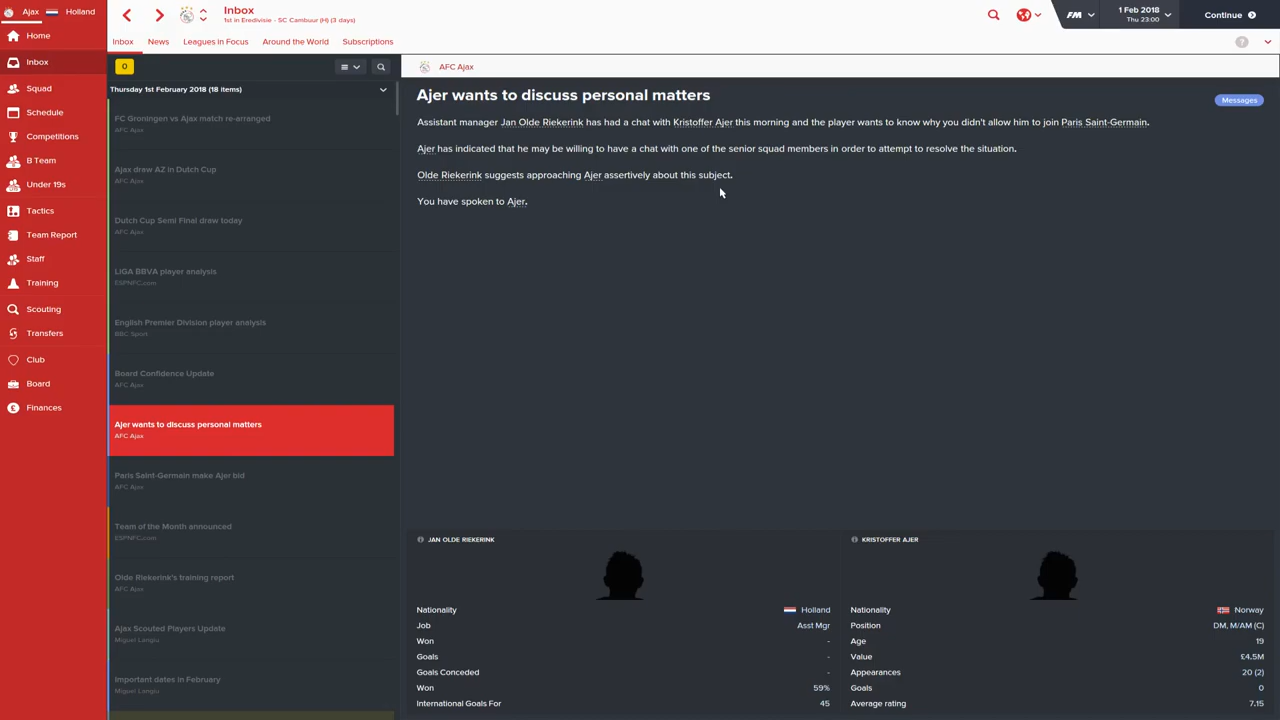 Ajax
Holland
Inbox
1st in Eredivisie - SC Cambuur (H) (3 days)
FM
1 Feb 2018
Thu 23:00
Continue
Home
Inbox
Squad
Schedule
Competitions
B Team
Under 19s
Tactics
Team Report
Staff
Training
Scouting
Transfers
Club
Board
Finances
Inbox
News
Leagues in Focus
Around the World
Subscriptions
?
0
Thursday 1st February 2018 (18 items)
FC Groningen vs Ajax match re-arranged
AFC Ajax
Ajax draw AZ in Dutch Cup
AFC Ajax
Dutch Cup Semi Final draw today
AFC Ajax
LIGA BBVA player analysis
ESPNFC.com
English Premier Division player analysis
BBC Sport
Board Confidence Update
AFC Ajax
Ajer wants to discuss personal matters
AFC Ajax
Paris Saint-Germain make Ajer bid
AFC Ajax
Team of the Month announced
ESPNFC.com
Olde Riekerink's training report
AFC Ajax
Ajax Scouted Players Update
Miguel Langiu
Important dates in February
Miguel Langiu
AFC Ajax
Ajer wants to discuss personal matters
Messages
Assistant manager Jan Olde Riekerink has had a chat with Kristoffer Ajer this morning and the player wants to know why you didn't allow him to join Paris Saint-Germain.
Ajer has indicated that he may be willing to have a chat with one of the senior squad members in order to attempt to resolve the situation.
Olde Riekerink suggests approaching Ajer assertively about this subject.
You have spoken to Ajer.
JAN OLDE RIEKERINK
Nationality Holland
Job Asst Mgr
Won -
Goals -
Goals Conceded -
Won 59%
International Goals For 45
KRISTOFFER AJER
Nationality Norway
Position DM, M/AM (C)
Age 19
Value £4.5M
Appearances 20 (2)
Goals 0
Average rating 7.15